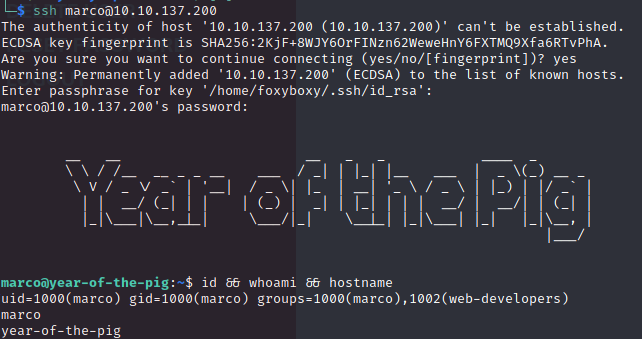 ssh marco@10.10.137.200
The authenticity of host '10.10.137.200 (10.10.137.200)' can't be established.
ECDSA key fingerprint is SHA256:2KjF+8WJY6OrFINzn62WeweHnY6FXTMQ9Xfa6RTvPhA.
Are you sure you want to continue connecting (yes/no/[fingerprint])? yes
Warning: Permanently added '10.10.137.200' (ECDSA) to the list of known hosts.
Enter passphrase for key '/home/foxyboxy/.ssh/id_rsa':
marco@10.10.137.200's password:
Year of the Pig
marco@year-of-the-pig:~$ id && whoami && hostname
uid=1000(marco) gid=1000(marco) groups=1000(marco),1002(web-developers)
marco
year-of-the-pig